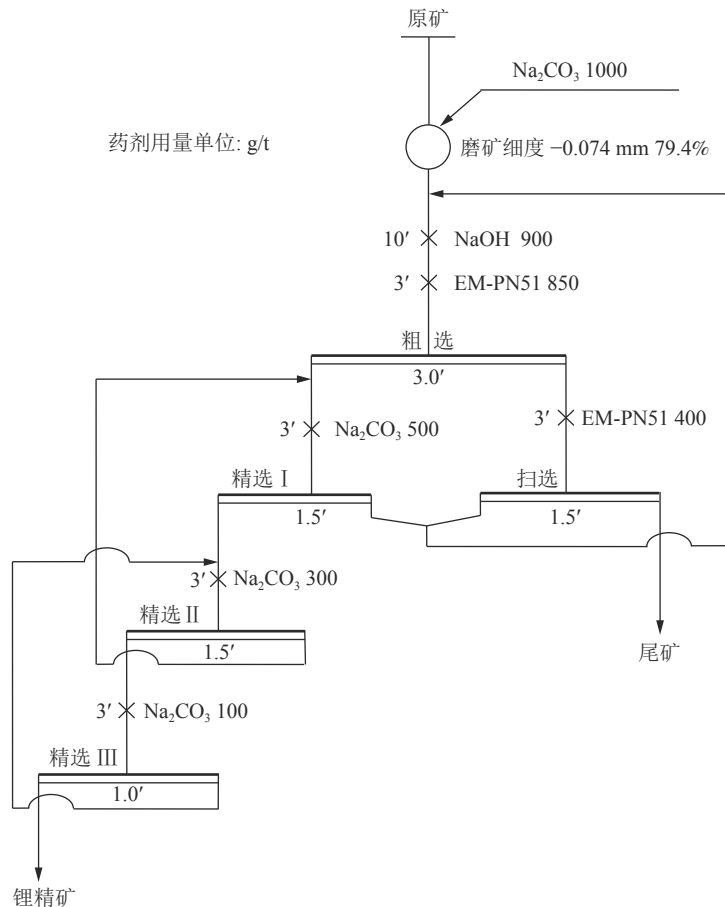 原矿
Na₂CO₃ 1000
药剂用量单位: g/t
磨矿细度 −0.074 mm 79.4%
10′ NaOH 900
3′ EM-PN51 850
粗选
3.0′
3′ Na₂CO₃ 500
3′ EM-PN51 400
精选 I
扫选
1.5′
1.5′
3′ Na₂CO₃ 300
精选 II
1.5′
尾矿
3′ Na₂CO₃ 100
精选 III
1.0′
锂精矿